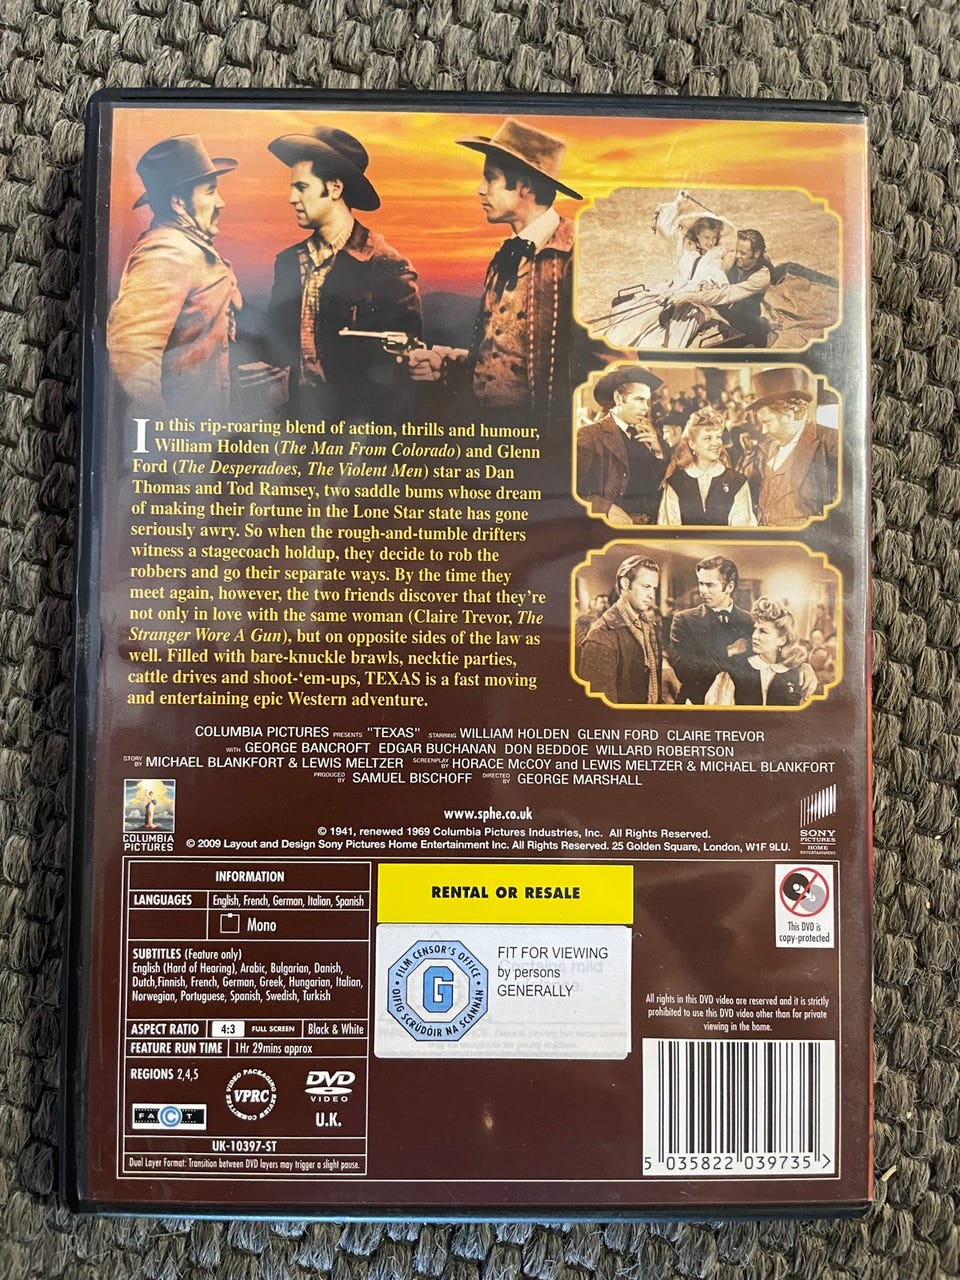 In this rip-roaring blend of action, thrills and humour,
William Holden (The Man From Colorado) and Glenn
Ford (The Desperadoes, The Violent Men) star as Dan
Thomas and Tod Ramsey, two saddle bums whose dream
of making their fortune in the Lone Star state has gone
seriously awry. So when the rough-and-tumble drifters
witness a stagecoach holdup, they decide to rob the
robbers and go their separate ways. By the time they
meet again, however, the two friends discover that they're
not only in love with the same woman (Claire Trevor, The
Stranger Wore A Gun), but on opposite sides of the law as
well. Filled with bare-knuckle brawls, necktie parties,
cattle drives and shoot-'em-ups, TEXAS is a fast moving
and entertaining epic Western adventure.
COLUMBIA PICTURES PRESENTS "TEXAS" STARRING WILLIAM HOLDEN GLENN FORD CLAIRE TREVOR
WITH GEORGE BANCROFT EDGAR BUCHANAN DON BEDDOE WILLARD ROBERTSON
STORY BY MICHAEL BLANKFORT & LEWIS MELTZER SCREENPLAY BY HORACE McCOY and LEWIS MELTZER & MICHAEL BLANKFORT
PRODUCED BY SAMUEL BISCHOFF DIRECTED BY GEORGE MARSHALL
COLUMBIA
PICTURES
www.sphe.co.uk
© 1941, renewed 1969 Columbia Pictures Industries, Inc. All Rights Reserved.
© 2009 Layout and Design Sony Pictures Home Entertainment Inc. All Rights Reserved. 25 Golden Square, London, W1F 9LU.
SONY
PICTURES
HOME
ENTERTAINMENT
INFORMATION
LANGUAGES English, French, German, Italian, Spanish
Mono
SUBTITLES (Feature only)
English (Hard of Hearing), Arabic, Bulgarian, Danish,
Dutch,Finnish, French, German, Greek, Hungarian, Italian,
Norwegian, Portuguese, Spanish, Swedish, Turkish
ASPECT RATIO 4:3 FULL SCREEN Black & White
FEATURE RUN TIME 1Hr 29mins approx
REGIONS 2,4,5
VIDEO PACKAGING REVIEW COMMITTEE
VPRC
DVD
VIDEO
U.K.
FACT
UK-10397-ST
Dual Layer Format: Transition between DVD layers may trigger a slight pause.
RENTAL OR RESALE
FILM CENSOR'S OFFICE
G
OIFIG SCRÚDÓIR NA SCANNÁN
FIT FOR VIEWING
by persons
GENERALLY
This DVD is
copy-protected
All rights in this DVD video are reserved and it is strictly
prohibited to use this DVD video other than for private
viewing in the home.
5 035822 039735 >